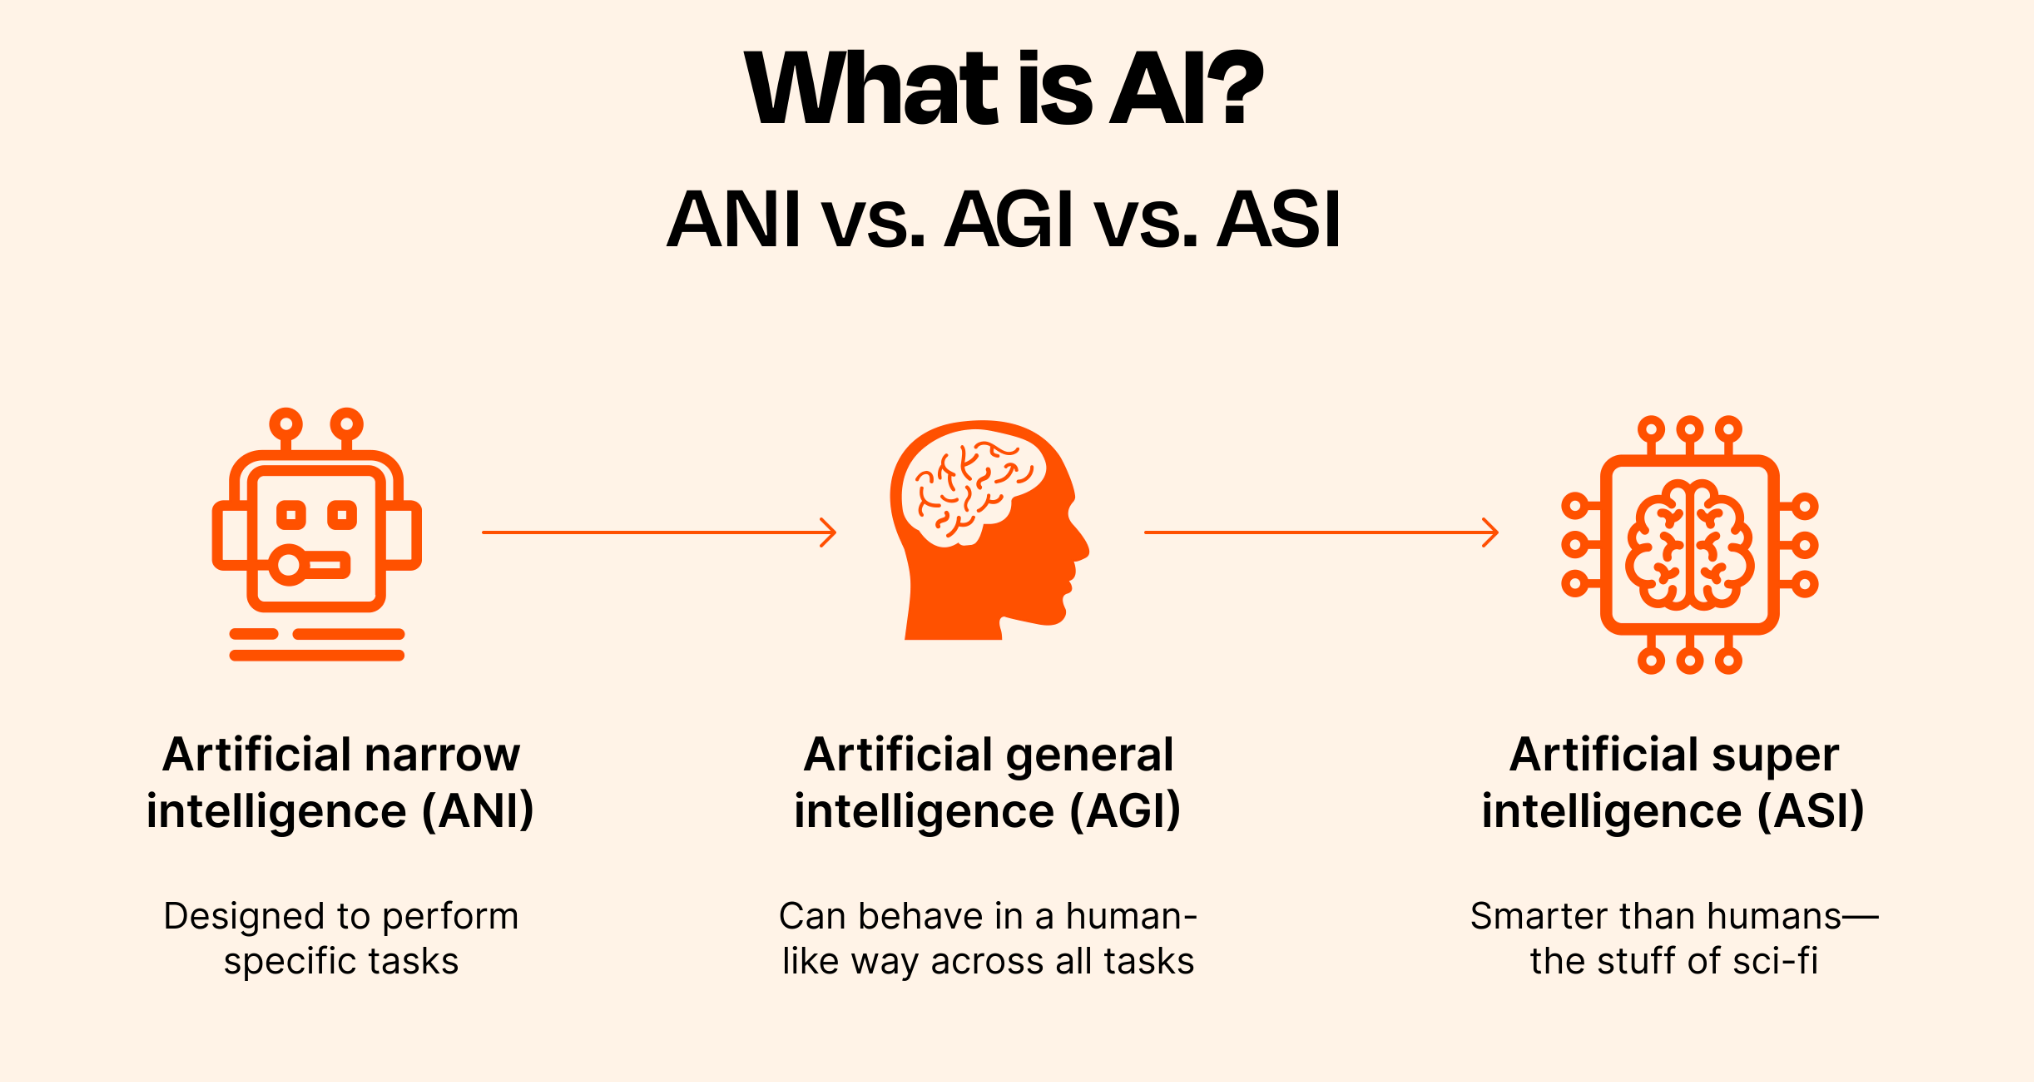 What is AI?
ANI vs. AGI vs. ASI
Artificial narrow
intelligence (ANI)
Designed to perform
specific tasks
Artificial general
intelligence (AGI)
Can behave in a human-
like way across all tasks
Artificial super
intelligence (ASI)
Smarter than humans—
the stuff of sci-fi